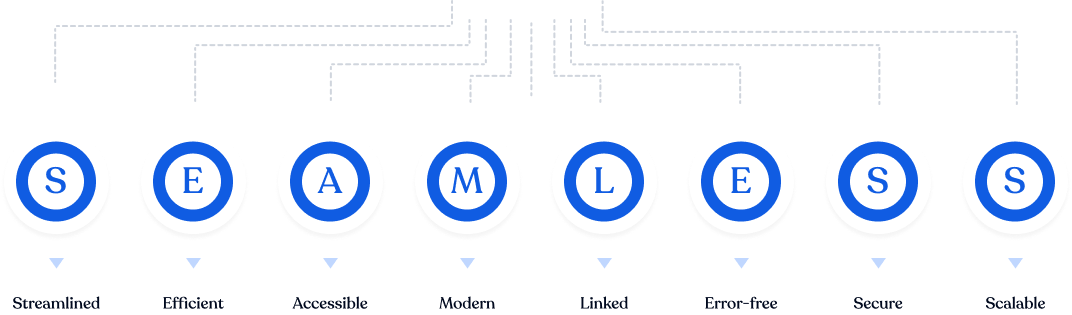 S E A M L E S S
Streamlined Efficient Accessible Modern Linked Error-free Secure Scalable